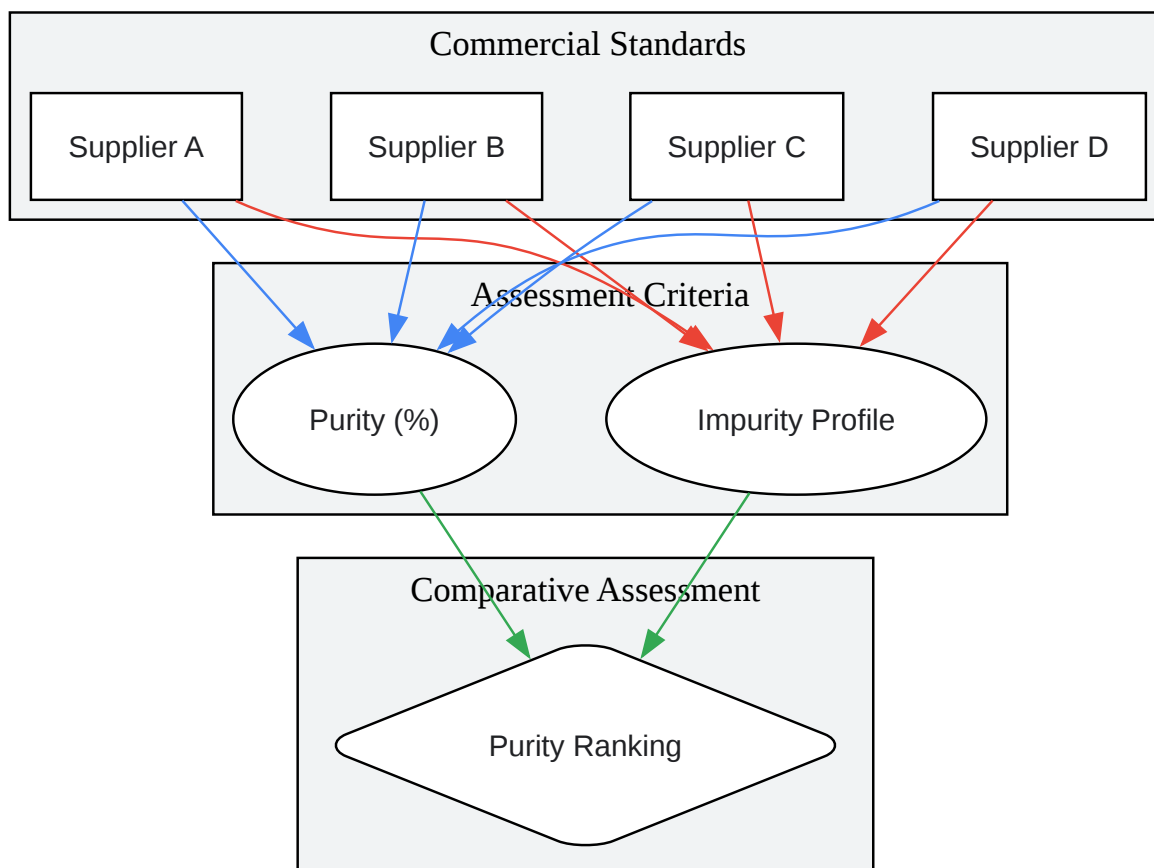 Commercial Standards
Supplier A
Supplier B
Supplier C
Supplier D
Assessment Criteria
Purity (%)
Impurity Profile
Comparative Assessment
Purity Ranking